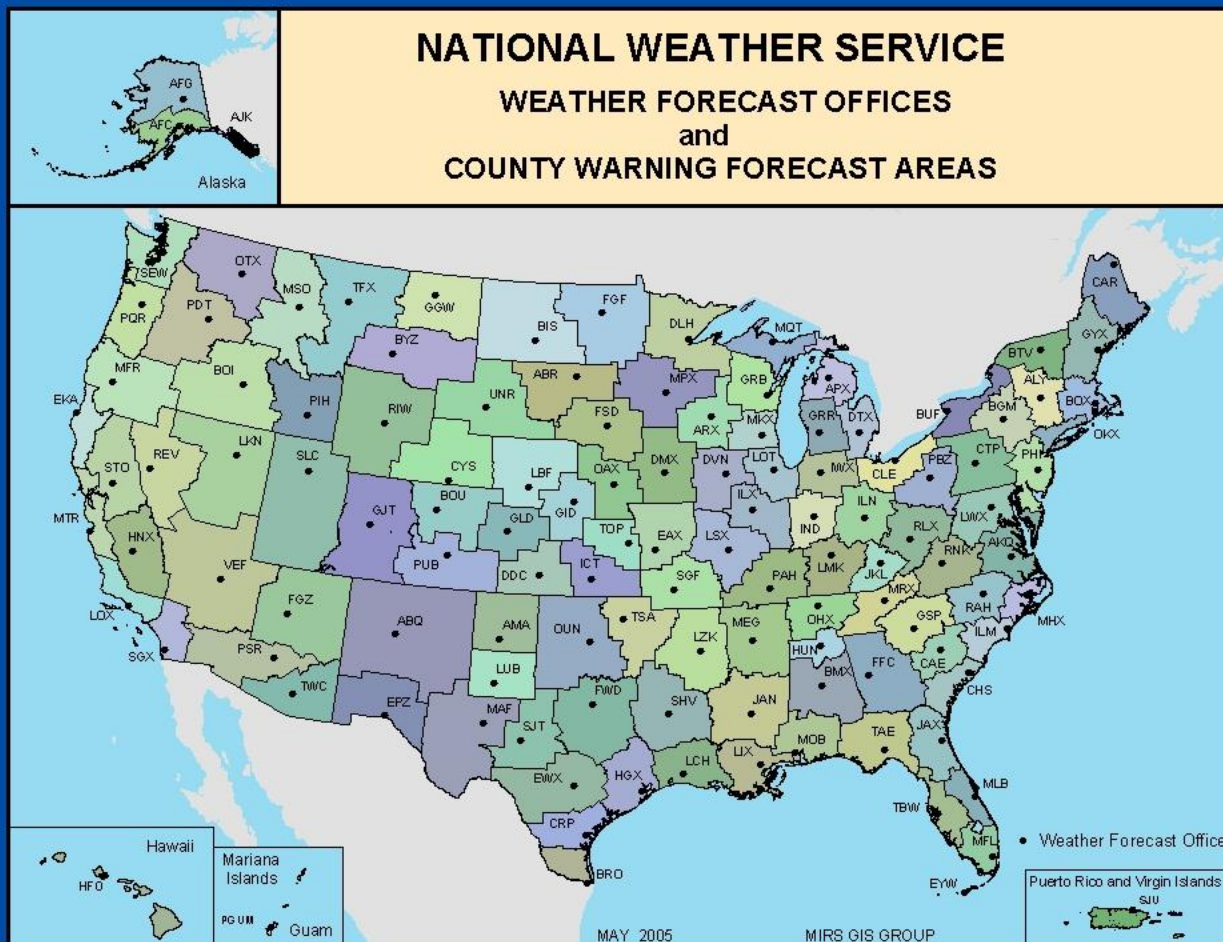 NATIONAL WEATHER SERVICE
WEATHER FORECAST OFFICES
and
COUNTY WARNING FORECAST AREAS
AFG
AFC
AJK
Alaska
SEW
OTX
MSO
TFX
GGW
BIS
FGF
DLH
MQT
CAR
PQR
PDT
BYZ
GYX
BTV
MFR
BOI
PIH
RIW
UNR
ABR
MPX
GRB
APX
ALY
BOX
EKA
LKN
FSD
ARX
MKX
GRR
DTX
BUF
BGM
OKX
STO
REV
SLC
CYS
LBF
OAX
DMX
DVN
LOT
IWX
CLE
PBZ
CTP
PHI
MTR
HNX
GJT
BOU
GLD
GID
TOP
EAX
ILX
LSX
IND
ILN
RLX
LWX
AKQ
VEF
PUB
DDC
ICT
SGF
PAH
LMK
JKL
RNK
LOX
FGZ
ABQ
AMA
OUN
TSA
LZK
MEG
OHX
MRX
GSP
RAH
MHX
SGX
PSR
LUB
HUN
FFC
CAE
ILM
TWC
EPZ
MAF
FWD
SHV
JAN
BMX
CHS
SJT
LCH
LIX
MOB
TAE
JAX
EWX
HGX
MLB
CRP
TBW
MFL
BRO
EYW
Weather Forecast Office
Hawaii
HFO
Mariana
Islands
PGUM
Guam
Puerto Rico and Virgin Islands
SJU
MAY 2005
MIRS GIS GROUP